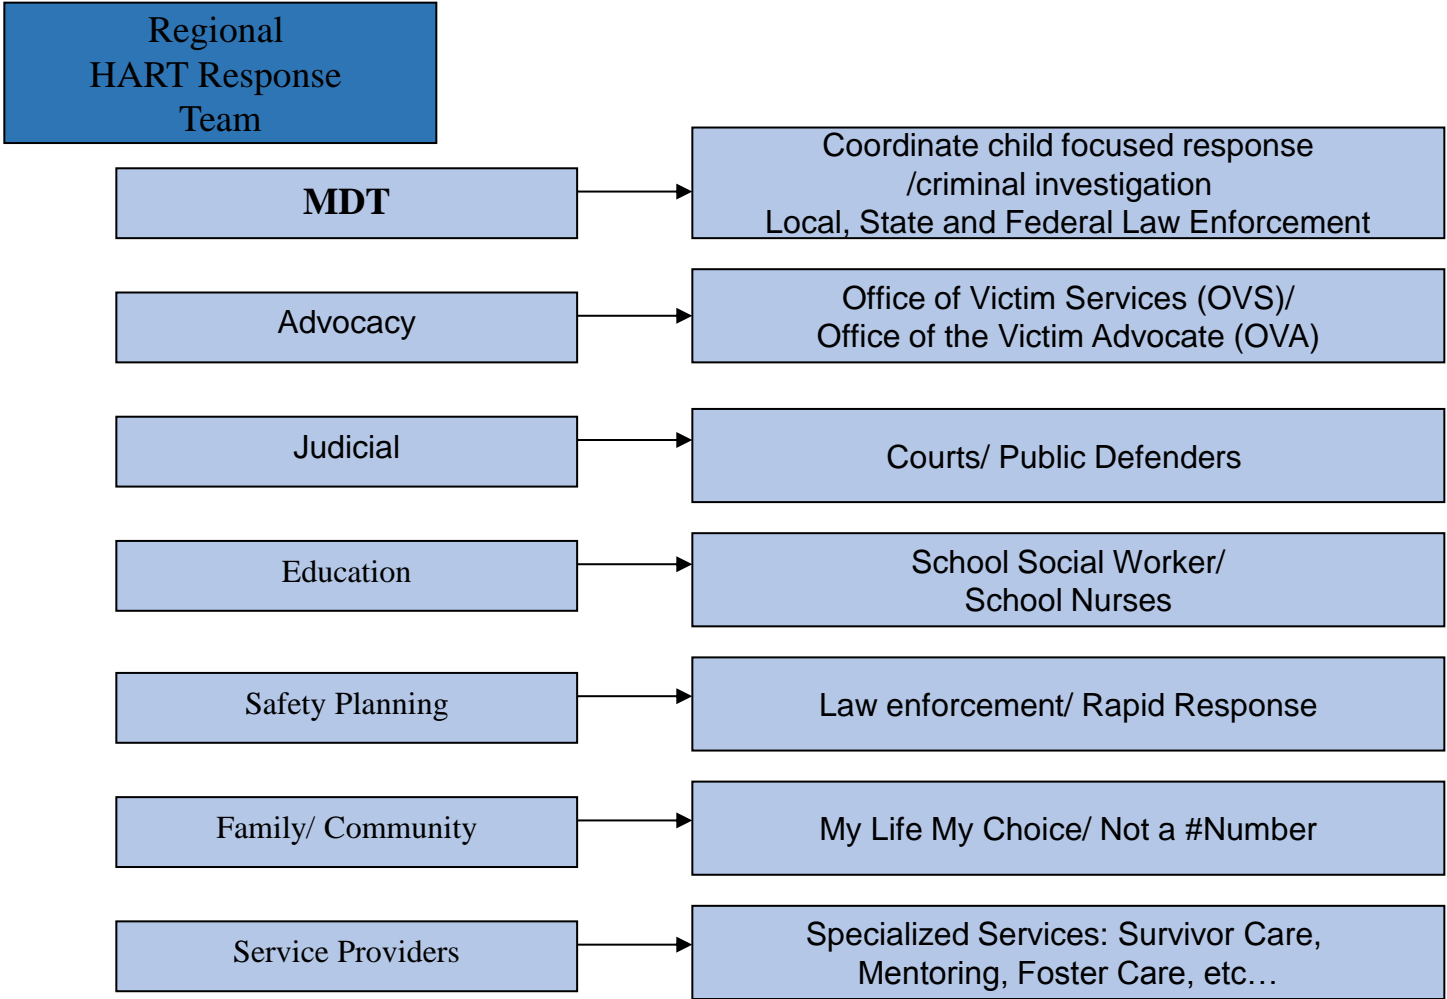 Regional
HART Response
Team
MDT
Coordinate child focused response
/criminal investigation
Local, State and Federal Law Enforcement
Advocacy
Office of Victim Services (OVS)/
Office of the Victim Advocate (OVA)
Judicial
Courts/ Public Defenders
Education
School Social Worker/
School Nurses
Safety Planning
Law enforcement/ Rapid Response
Family/ Community
My Life My Choice/ Not a #Number
Service Providers
Specialized Services: Survivor Care,
Mentoring, Foster Care, etc…